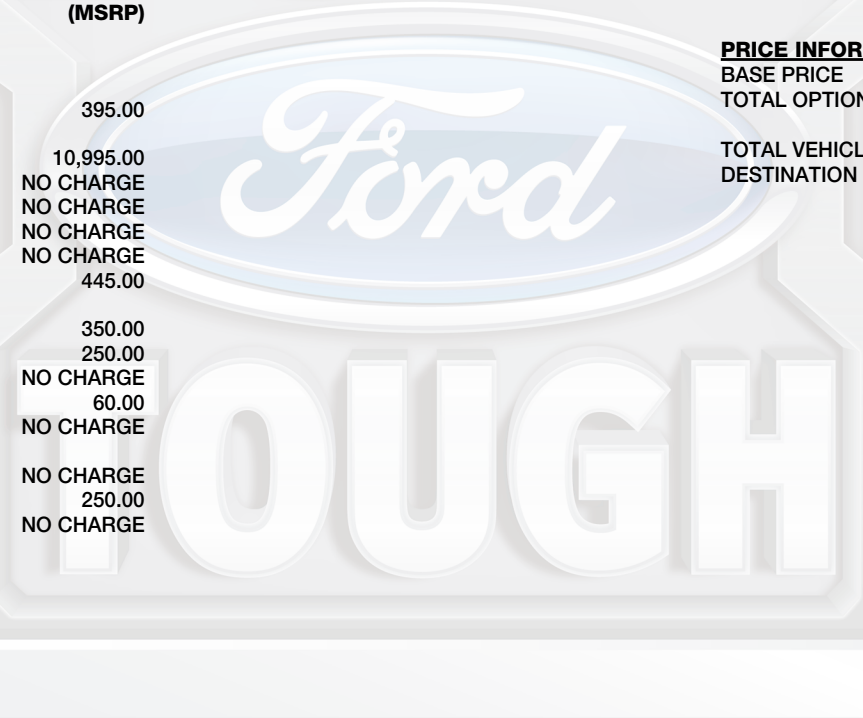 (MSRP)
395.00
10,995.00
NO CHARGE
NO CHARGE
NO CHARGE
NO CHARGE
445.00
350.00
250.00
NO CHARGE
60.00
NO CHARGE
NO CHARGE
250.00
NO CHARGE
PRICE INFOR
BASE PRICE
TOTAL OPTION
TOTAL VEHICL
DESTINATION
Ford
TOUGH